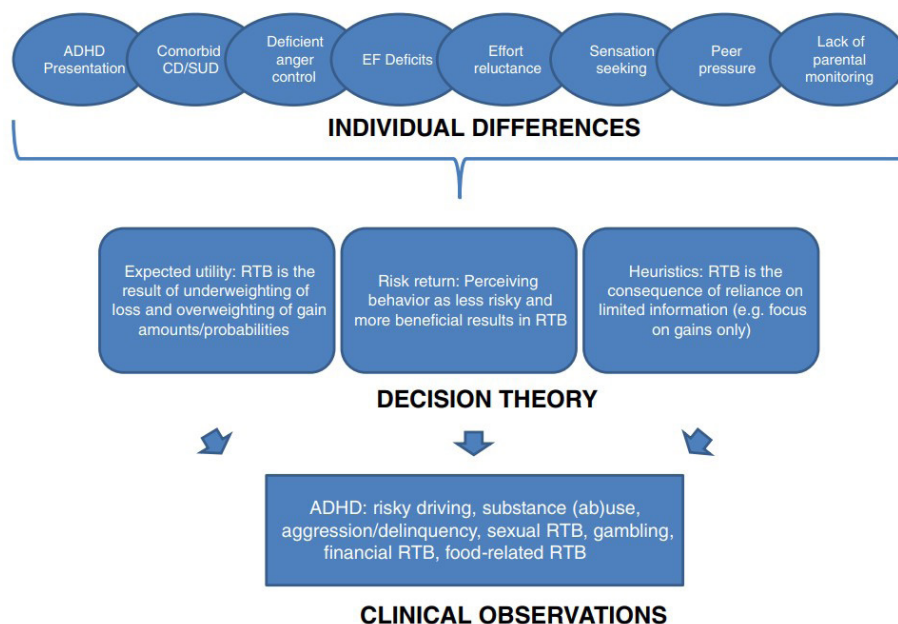 ADHD
Presentation
Comorbid
CD/SUD
Deficient
anger
control
EF Deficits
Effort
reluctance
Sensation
seeking
Peer
pressure
Lack of
parental
monitoring
INDIVIDUAL DIFFERENCES
Expected utility: RTB is the
result of underweighting of
loss and overweighting of gain
amounts/probabilities
Risk return: Perceiving
behavior as less risky and
more beneficial results in RTB
Heuristics: RTB is the
consequence of reliance on
limited information (e.g. focus
on gains only)
DECISION THEORY
ADHD: risky driving, substance (ab)use,
aggression/delinquency, sexual RTB, gambling,
financial RTB, food-related RTB
CLINICAL OBSERVATIONS